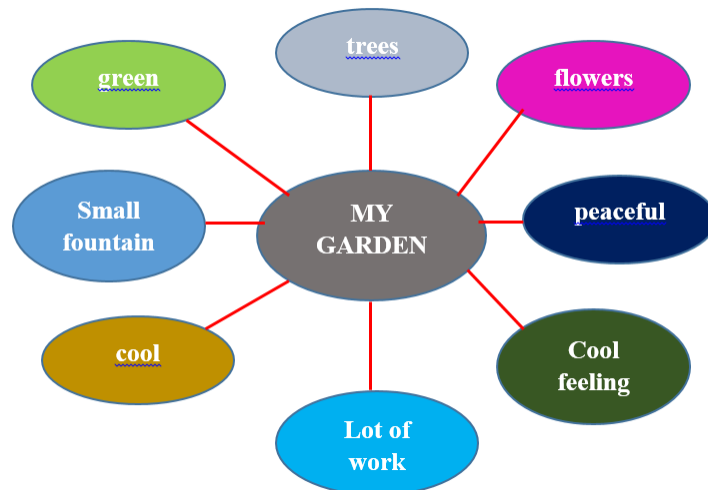 trees
green
flowers
Small
fountain
MY
GARDEN
peaceful
cool
Cool
feeling
Lot of
work